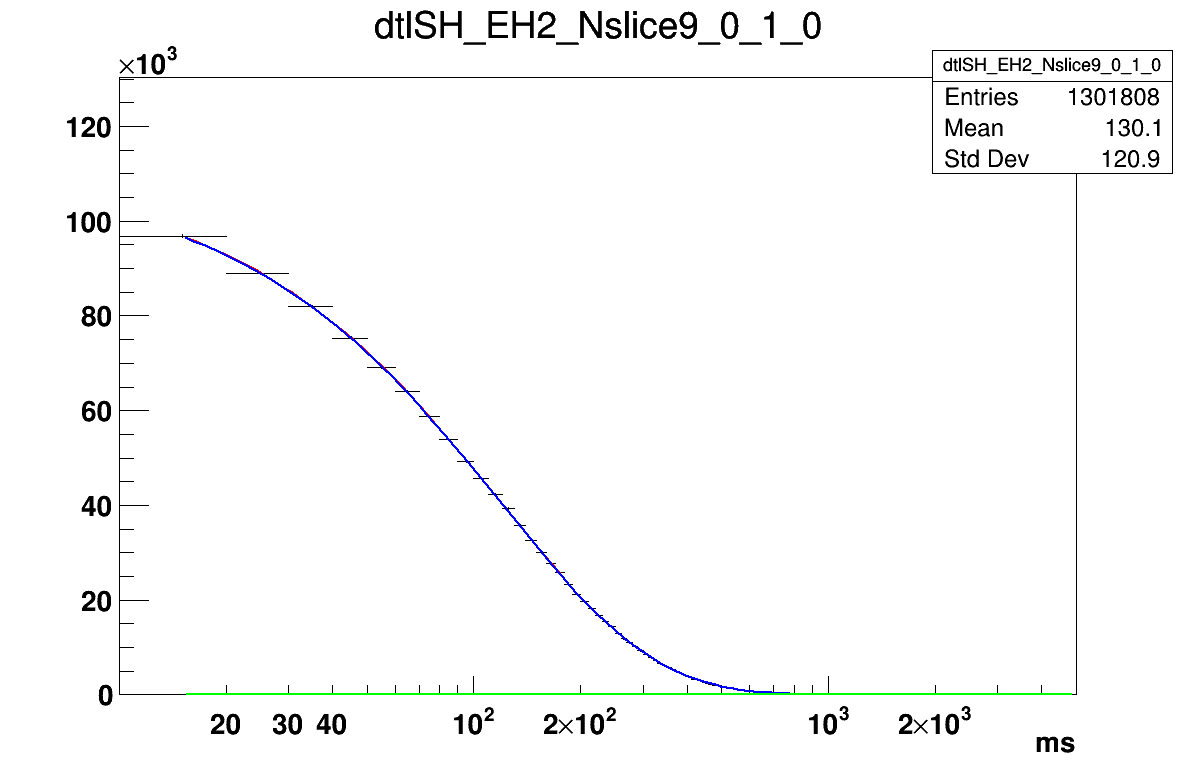 dtlSH_EH2_Nslice9_0_1_0
×10³
dtlSH_EH2_Nslice9_0_1_0
Entries 1301808
Mean 130.1
Std Dev 120.9
120
100
80
60
40
20
0
20 30 40 10² 2×10² 10³ 2×10³
ms